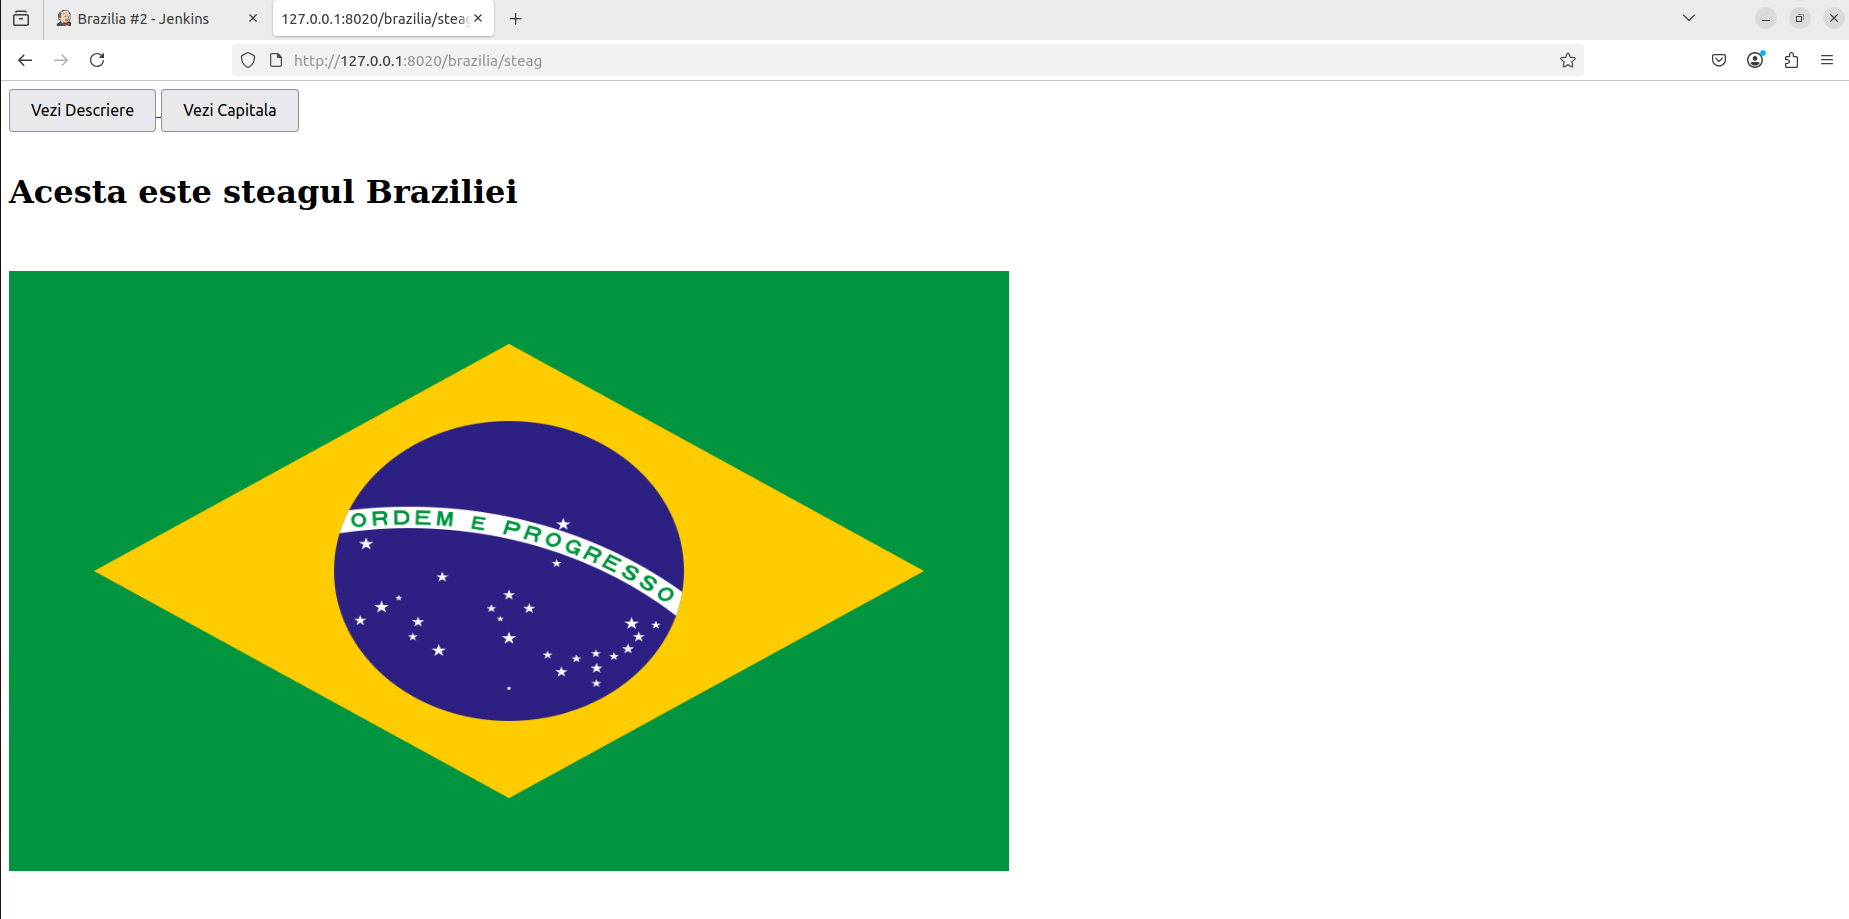 Brazilia #2 - Jenkins
127.0.0.1:8020/brazilia/steag
http://127.0.0.1:8020/brazilia/steag
Vezi Descriere Vezi Capitala
Acesta este steagul Braziliei
ORDEM E PROGRESSO